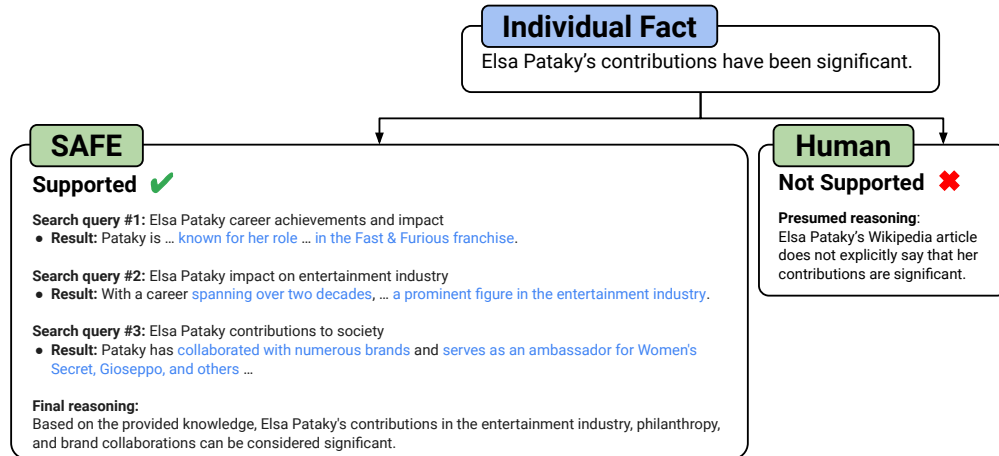 Individual Fact
Elsa Pataky's contributions have been significant.
SAFE
Supported ✔
Search query #1: Elsa Pataky career achievements and impact
● Result: Pataky is … known for her role … in the Fast & Furious franchise.
Search query #2: Elsa Pataky impact on entertainment industry
● Result: With a career spanning over two decades, … a prominent figure in the entertainment industry.
Search query #3: Elsa Pataky contributions to society
● Result: Pataky has collaborated with numerous brands and serves as an ambassador for Women's
Secret, Gioseppo, and others …
Final reasoning:
Based on the provided knowledge, Elsa Pataky's contributions in the entertainment industry, philanthropy,
and brand collaborations can be considered significant.
Human
Not Supported ✖
Presumed reasoning:
Elsa Pataky's Wikipedia article
does not explicitly say that her
contributions are significant.